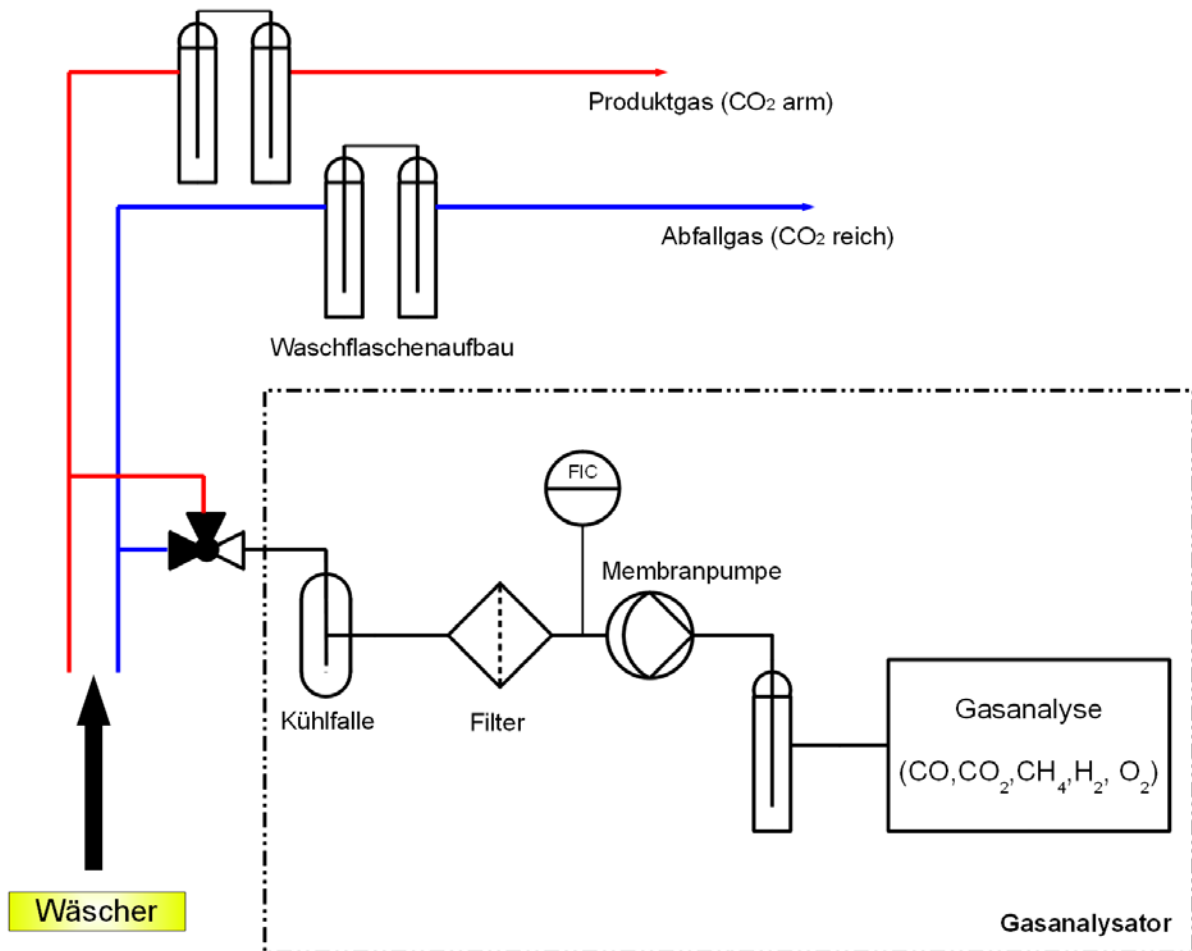 Produktgas (CO₂ arm)
Abfallgas (CO₂ reich)
Waschflaschenaufbau
FIC
Membranpumpe
Kühlfalle
Filter
Gasanalyse
(CO,CO₂,CH₄,H₂, O₂)
Wäscher
Gasanalysator